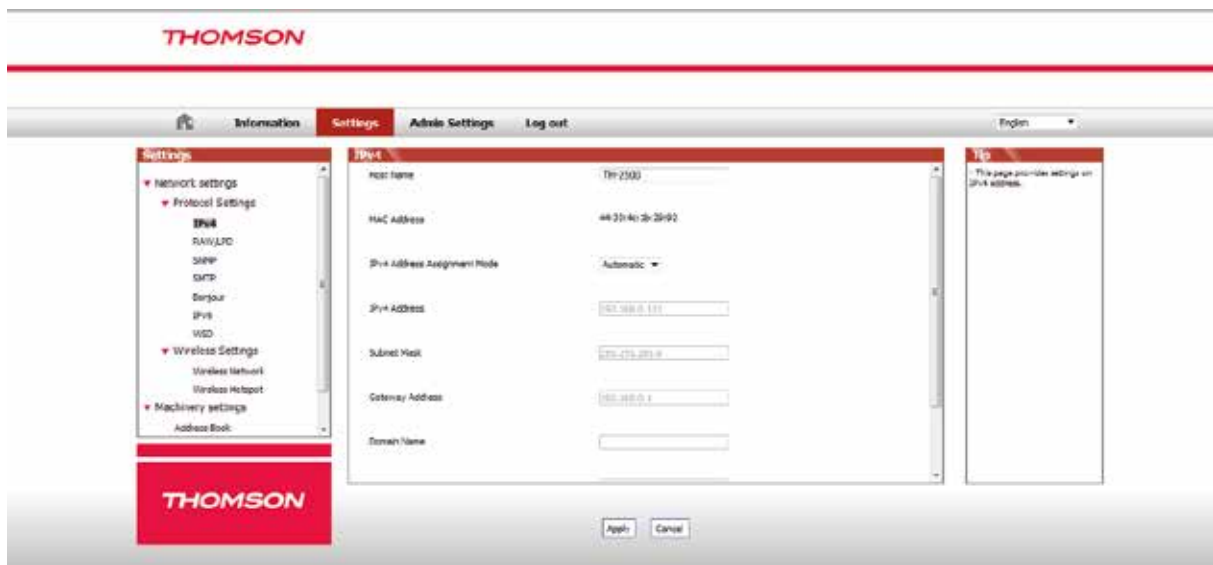 THOMSON
Information Settings Admin Settings Log out English
Settings
Network settings
Protocol Settings
IPv4
RAW,LPD
SNMP
SMTP
Bonjour
IPV6
WSD
Wireless Settings
Wireless Network
Wireless Hotspot
Machinery settings
Address Book
THOMSON
IPv4
Host Name
MAC Address
IPv4 Address Assignment Mode Automatic
IPv4 Address
Subnet Mask
Gateway Address
Domain Name
Apply Cancel
Tip
- This page provides settings on
IPv4 address.